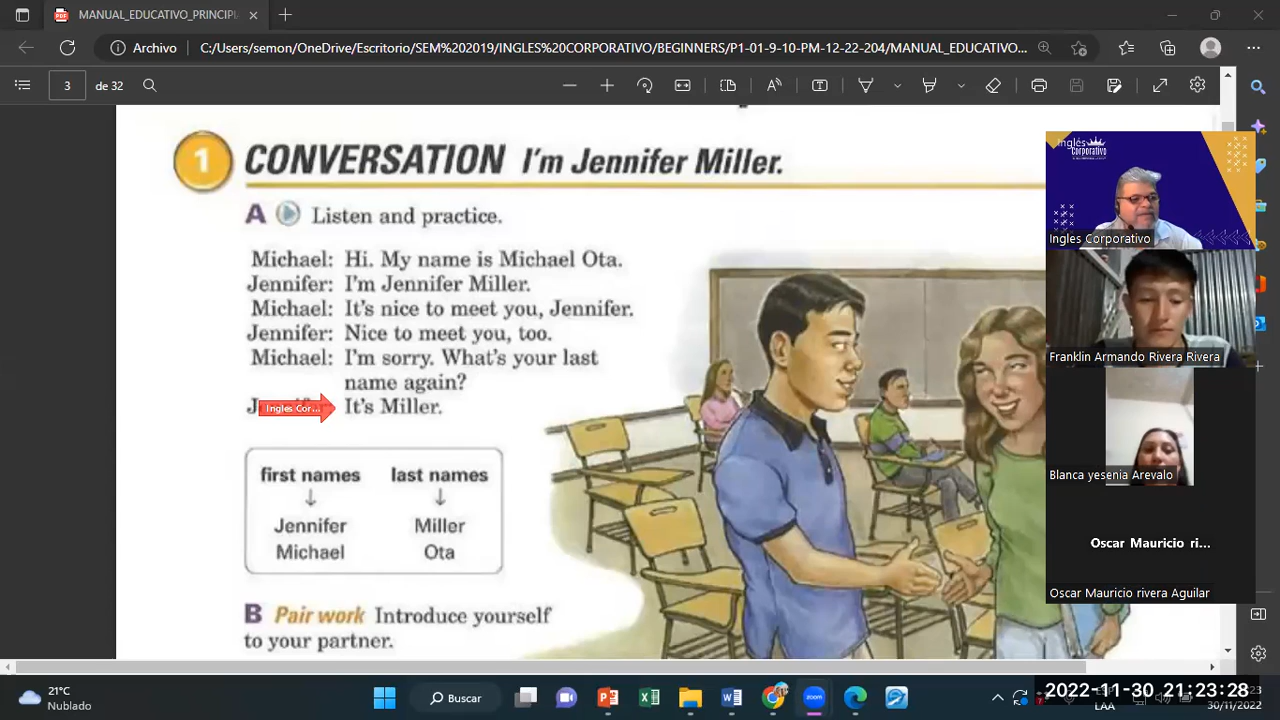 MANUAL_EDUCATIVO_PRINCIPI
Archivo
C:/Users/semon/OneDrive/Escritorio/SEM%202019/INGLES%20CORPORATIVO/BEGINNERS/P1-01-9-10-PM-12-22-204/MANUAL_EDUCATIVO...
3 de 32
1 CONVERSATION I'm Jennifer Miller.
A Listen and practice.
Michael: Hi. My name is Michael Ota.
Jennifer: I'm Jennifer Miller.
Michael: It's nice to meet you, Jennifer.
Jennifer: Nice to meet you, too.
Michael: I'm sorry. What's your last
name again?
Ingles Cor... It's Miller.
first names last names
Jennifer Miller
Michael Ota
B Pair work Introduce yourself
to your partner.
Inglés
Corporativo
Ingles Corporativo
Franklin Armando Rivera Rivera
Blanca yesenia Arevalo
Oscar Mauricio ri...
Oscar Mauricio rivera Aguilar
21°C
Nublado
Buscar
2022-11-30 21:23:28
LAA
30/11/2022